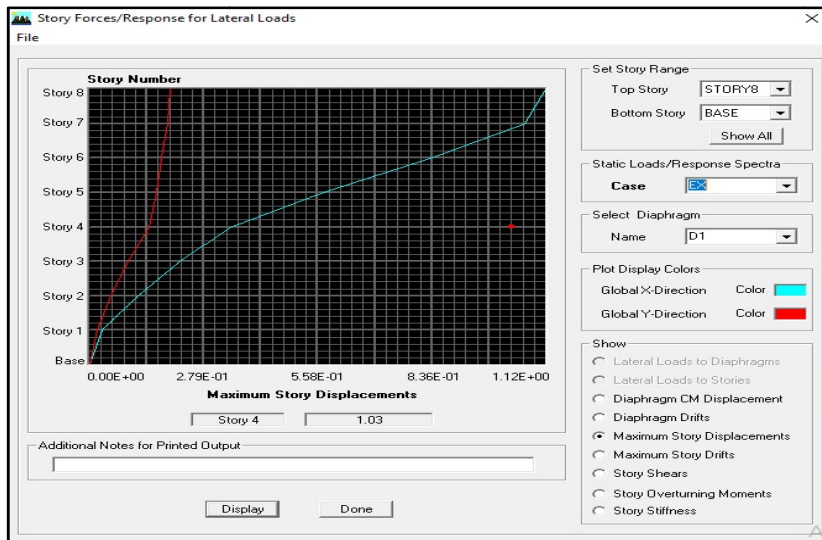 Story Forces/Response for Lateral Loads
File
Story Number
Story 8
Story 7
Story 6
Story 5
Story 4
Story 3
Story 2
Story 1
Base
0.00E+00 2.79E-01 5.58E-01 8.36E-01 1.12E+00
Maximum Story Displacements
Story 4 1.03
Additional Notes for Printed Output
Display Done
Set Story Range
Top Story STORY8
Bottom Story BASE
Show All
Static Loads/Response Spectra
Case EX
Select Diaphragm
Name D1
Plot Display Colors
Global X-Direction Color
Global Y-Direction Color
Show
Lateral Loads to Diaphragms
Lateral Loads to Stories
Diaphragm CM Displacement
Diaphragm Drifts
Maximum Story Displacements
Maximum Story Drifts
Story Shears
Story Overturning Moments
Story Stiffness
A